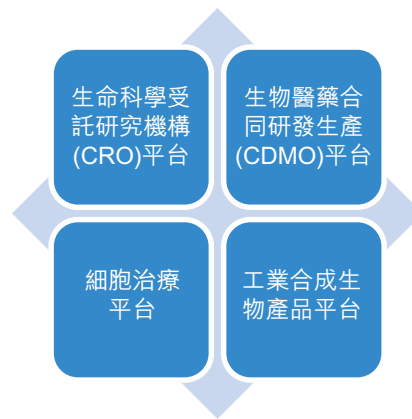 生命科學受
託研究機構
(CRO)平台
生物醫藥合
同研發生產
(CDMO)平台
細胞治療
平台
工業合成生
物產品平台